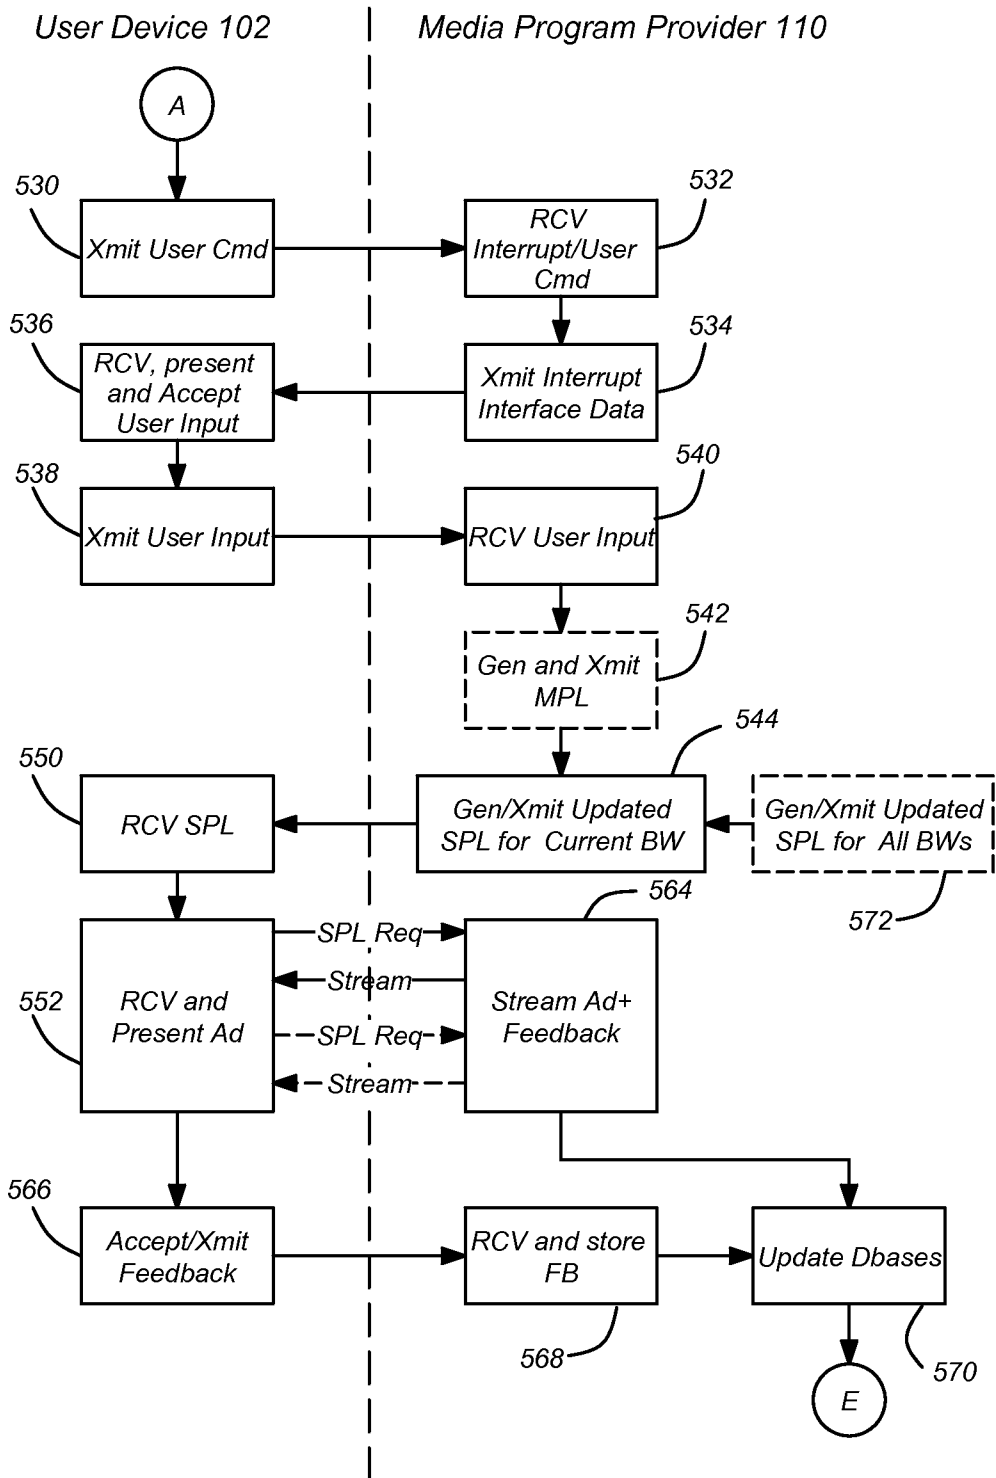 User Device 102
Media Program Provider 110
A
530
Xmit User Cmd
532
RCV
Interrupt/User
Cmd
536
RCV, present
and Accept
User Input
534
Xmit Interrupt
Interface Data
538
Xmit User Input
540
RCV User Input
542
Gen and Xmit
MPL
550
RCV SPL
544
Gen/Xmit Updated
SPL for Current BW
Gen/Xmit Updated
SPL for All BWs
572
552
RCV and
Present Ad
SPL Req
Stream
SPL Req
Stream
564
Stream Ad+
Feedback
566
Accept/Xmit
Feedback
RCV and store
FB
568
Update Dbases
570
E